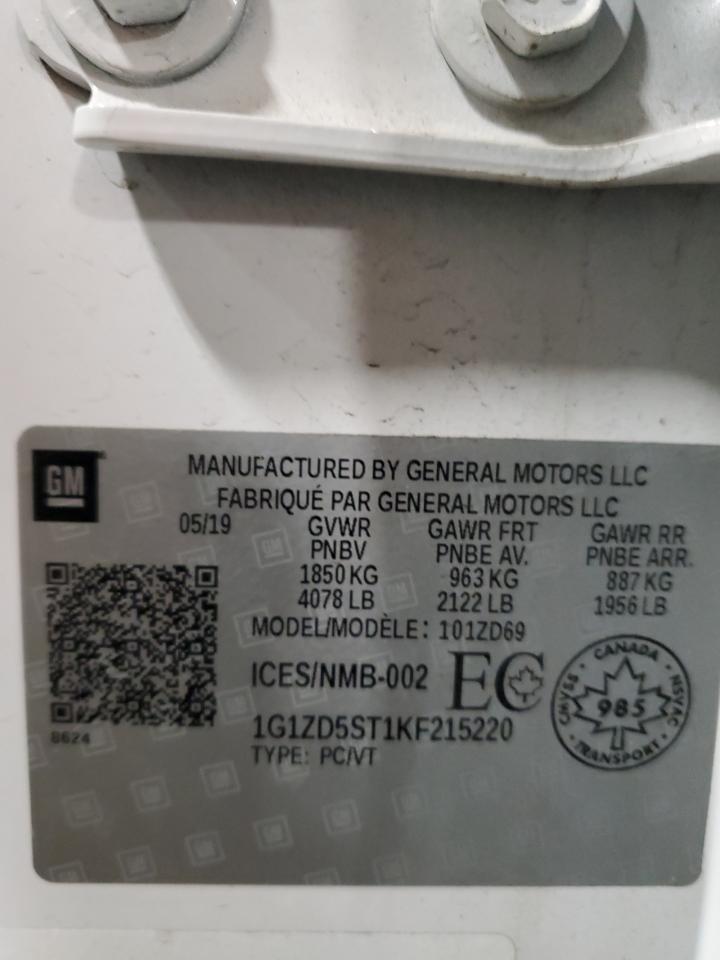 GM
MANUFACTURED BY GENERAL MOTORS LLC
FABRIQUÉ PAR GENERAL MOTORS LLC
05/19 GVWR GAWR FRT GAWR RR
PNBV PNBE AV. PNBE ARR.
1850 KG 963 KG 887 KG
4078 LB 2122 LB 1956 LB
MODEL/MODÈLE: 101ZD69
ICES/NMB-002 EC
CANADA
CMVSS 985 NSVAC
TRANSPORT
8624
1G1ZD5ST1KF215220
TYPE: PC/VT